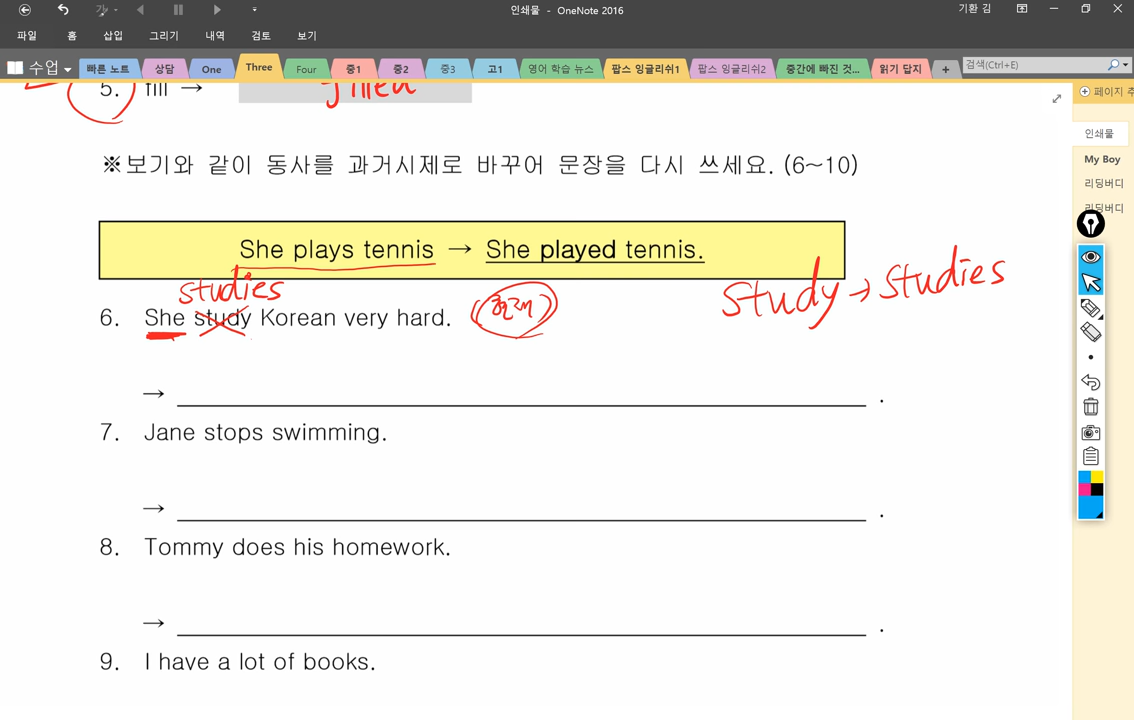 인쇄물 - OneNote 2016
기환 김
파일 홈 삽입 그리기 내역 검토 보기
수업 빠른 노트 상담 One Three Four 중1 중2 중3 고1 영어 학습 뉴스 팝스 잉글리쉬1 팝스 잉글리쉬2 중간에 빠진 것... 읽기 답지 + 검색(Ctrl+E)
페이지 추
5. fill → filled
인쇄물
My Boy
리딩버디
리딩버디
※보기와 같이 동사를 과거시제로 바꾸어 문장을 다시 쓰세요. (6~10)
She plays tennis → She played tennis.
studies
study → studies
6. She study Korean very hard. (현재)
→ .
7. Jane stops swimming.
→ .
8. Tommy does his homework.
→ .
9. I have a lot of books.